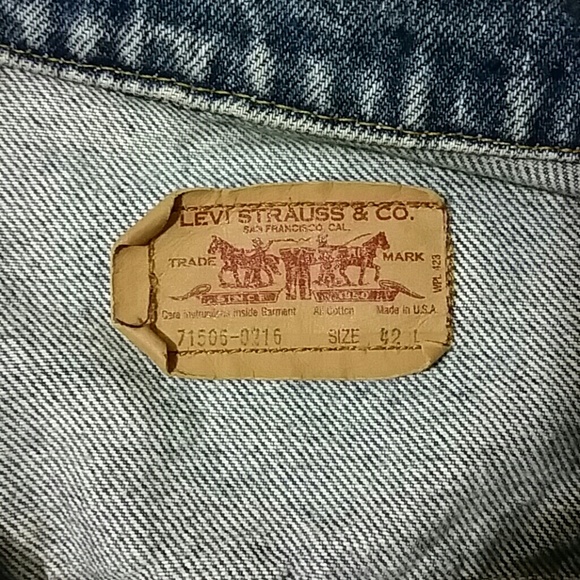 LEVI STRAUSS & CO.
SAN FRANCISCO, CAL.
TRADE MARK
WPL 423
Care Instructions Inside Garment All Cotton Made in U.S.A.
71506-0216 SIZE 42 L